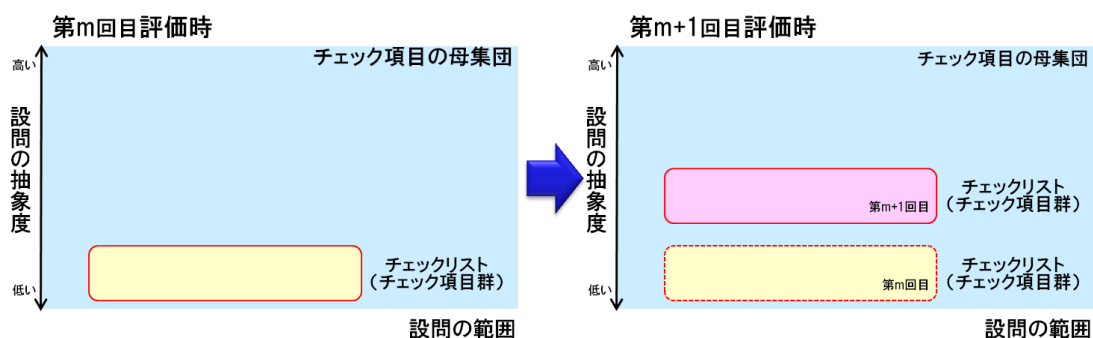 第m回目評価時
チェック項目の母集団
高い
設問の抽象度
低い
チェックリスト
(チェック項目群)
設問の範囲
第m+1回目評価時
チェック項目の母集団
高い
設問の抽象度
低い
第m+1回目
チェックリスト
(チェック項目群)
第m回目
チェックリスト
(チェック項目群)
設問の範囲